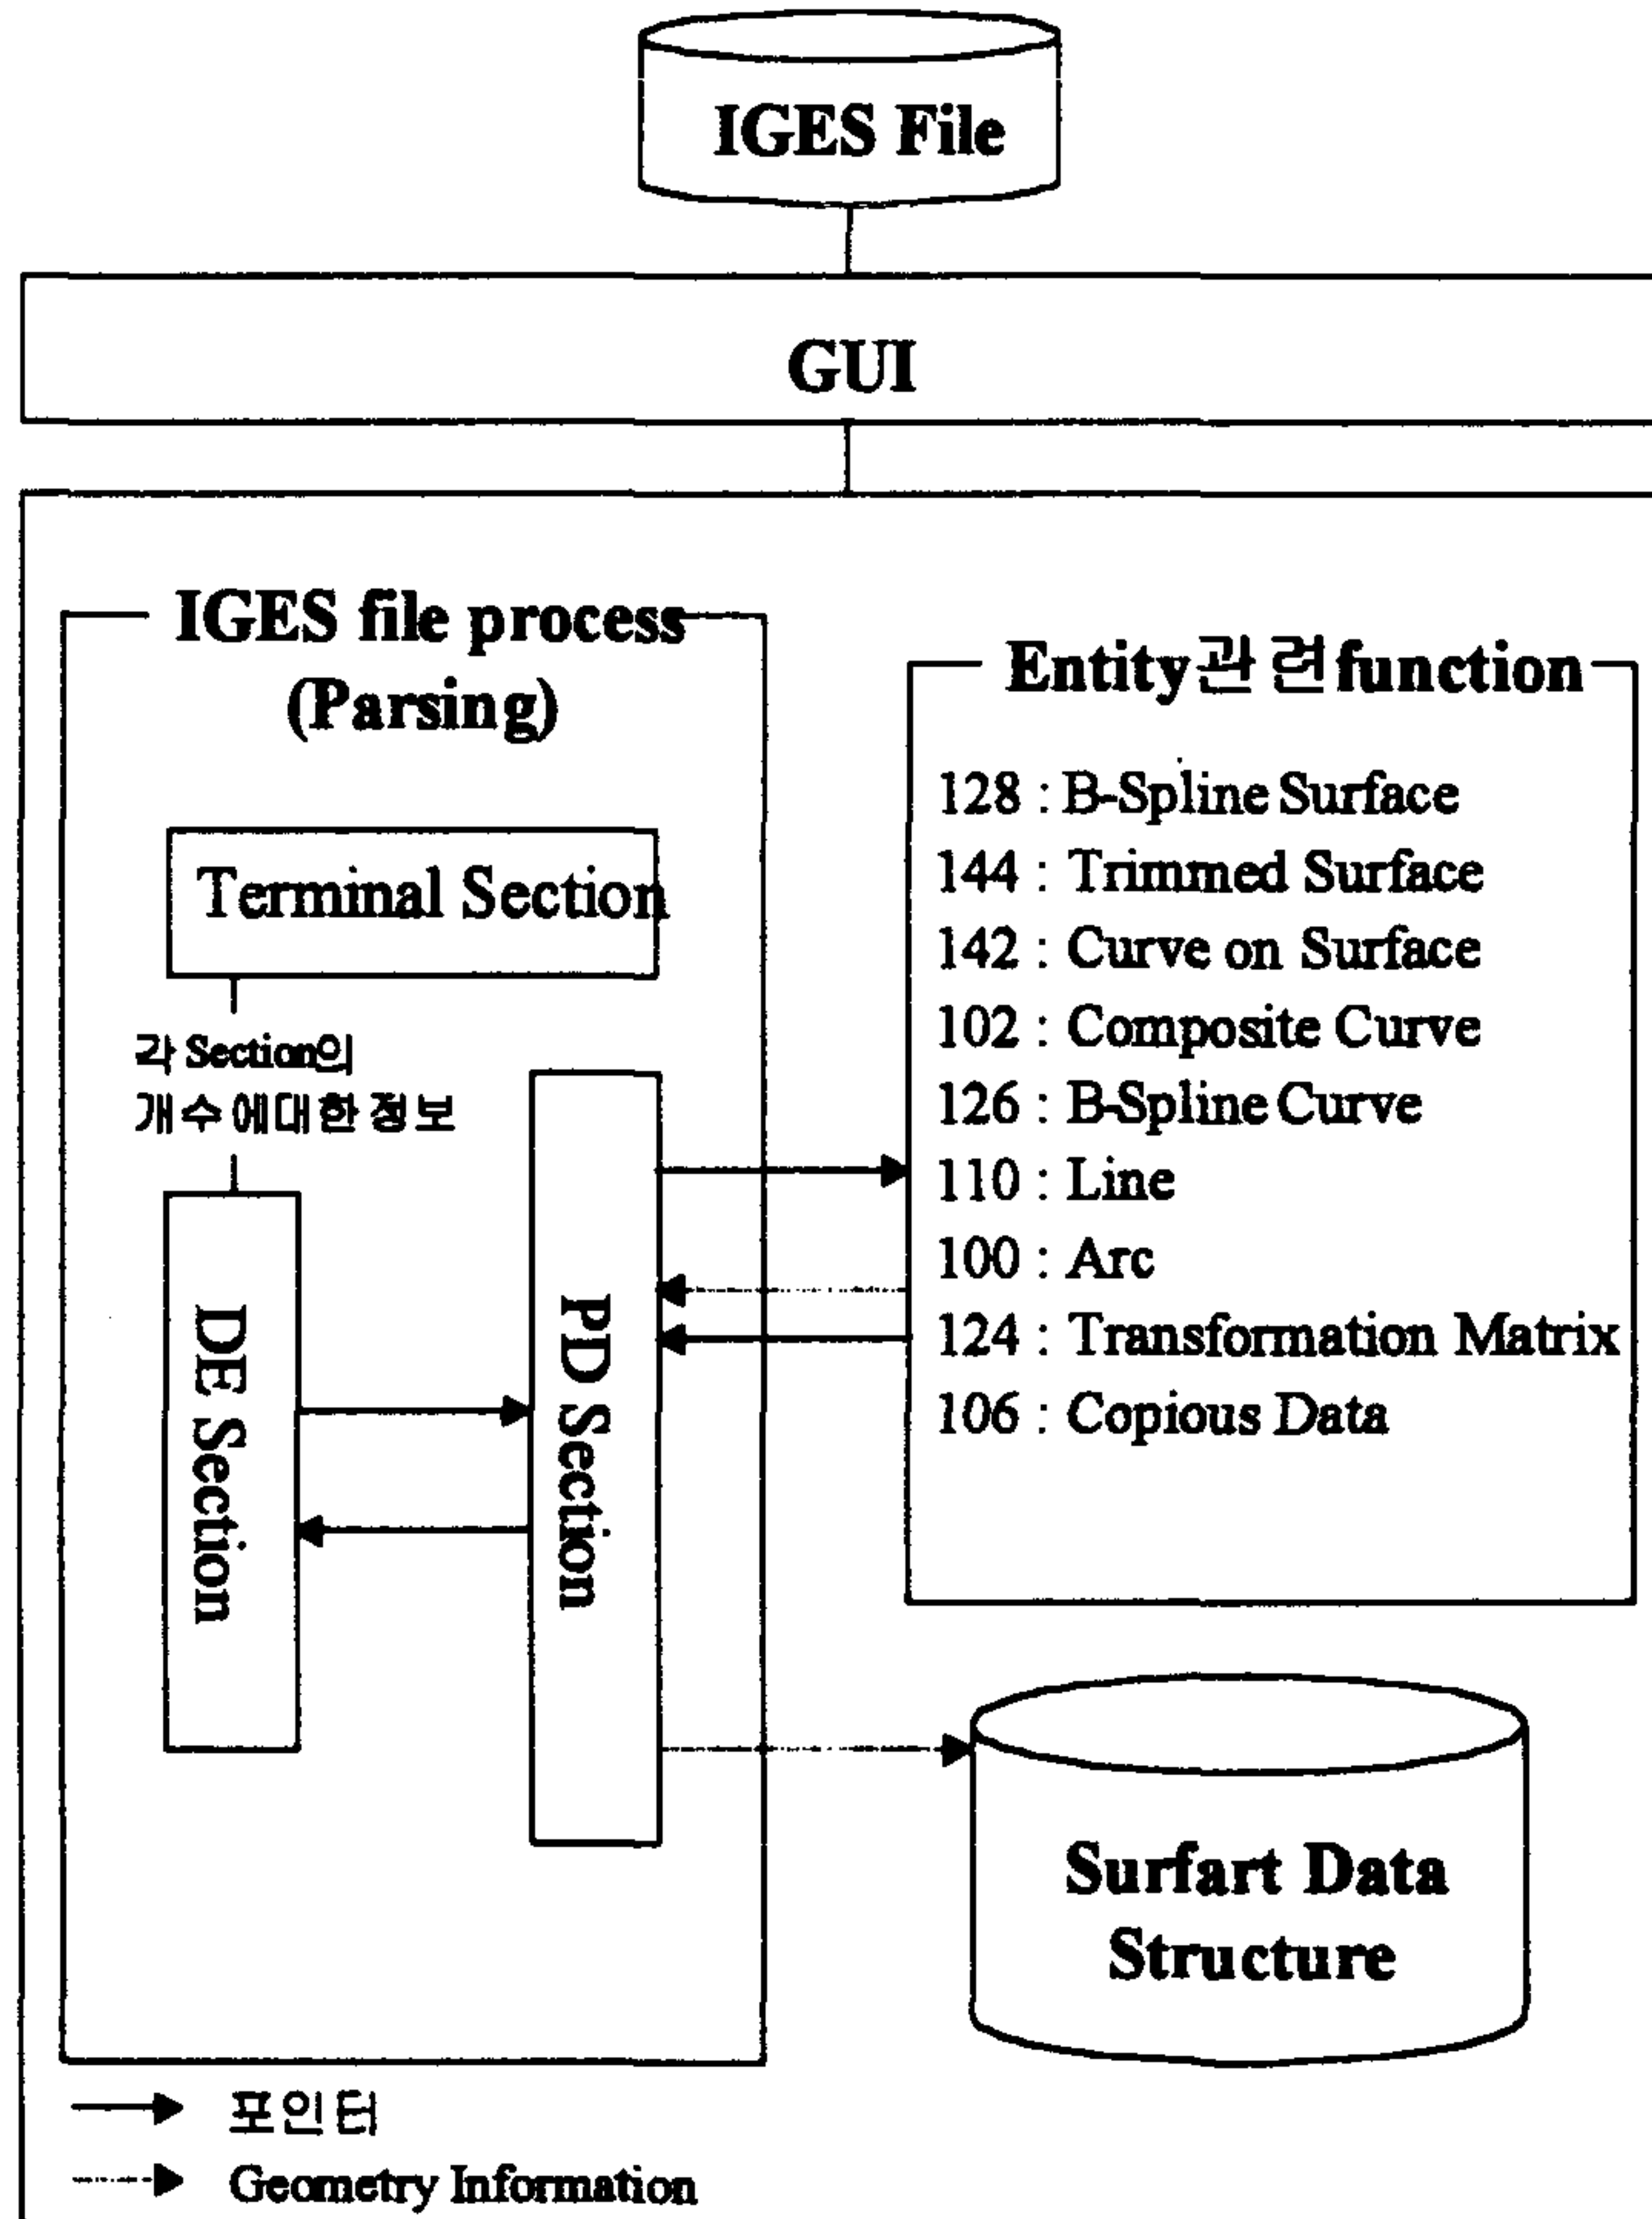 IGES File
GUI
IGES file process
(Parsing)
Terminal Section
각 Section의
개수에대한 정보
DE Section
PD Section
Entity관련function
128 : B-Spline Surface
144 : Trimmed Surface
142 : Curve on Surface
102 : Composite Curve
126 : B-Spline Curve
110 : Line
100 : Arc
124 : Transformation Matrix
106 : Copious Data
Surfart Data
Structure
포인터
Geometry Information